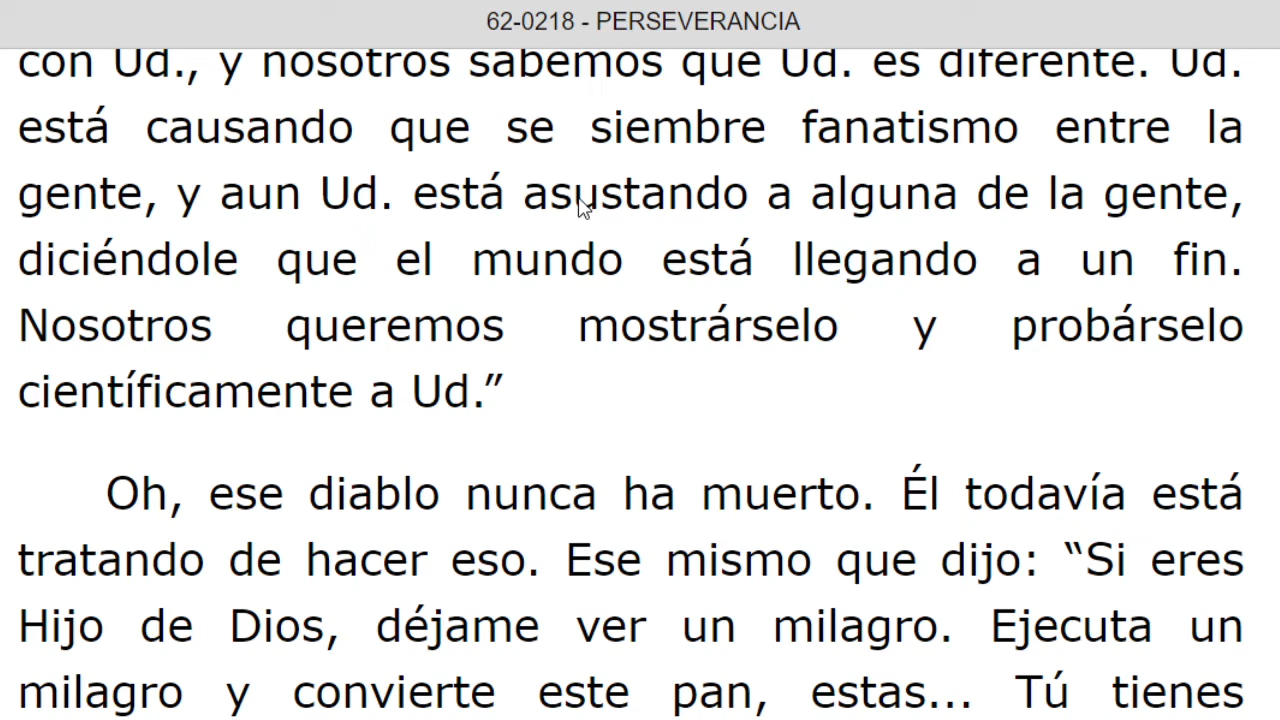 62-0218 - PERSEVERANCIA
con Ud., y nosotros sabemos que Ud. es diferente. Ud.
está causando que se siembre fanatismo entre la
gente, y aun Ud. está asustando a alguna de la gente,
diciéndole que el mundo está llegando a un fin.
Nosotros queremos mostrárselo y probárselo
científicamente a Ud.”
Oh, ese diablo nunca ha muerto. Él todavía está
tratando de hacer eso. Ese mismo que dijo: “Si eres
Hijo de Dios, déjame ver un milagro. Ejecuta un
milagro y convierte este pan, estas... Tú tienes